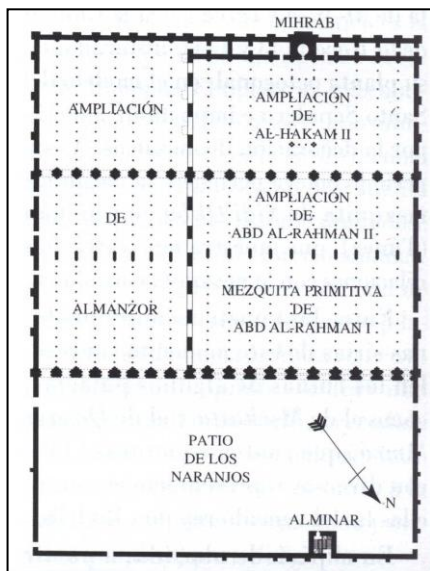 MIHRAB
AMPLIACIÓN
DE
ALMANZOR
AMPLIACIÓN
DE
AL-HAKAM II
AMPLIACIÓN
DE
ABD AL-RAHMAN II
MEZQUITA PRIMITIVA
DE
ABD AL-RAHMAN I
PATIO
DE LOS
NARANJOS
N
ALMINAR